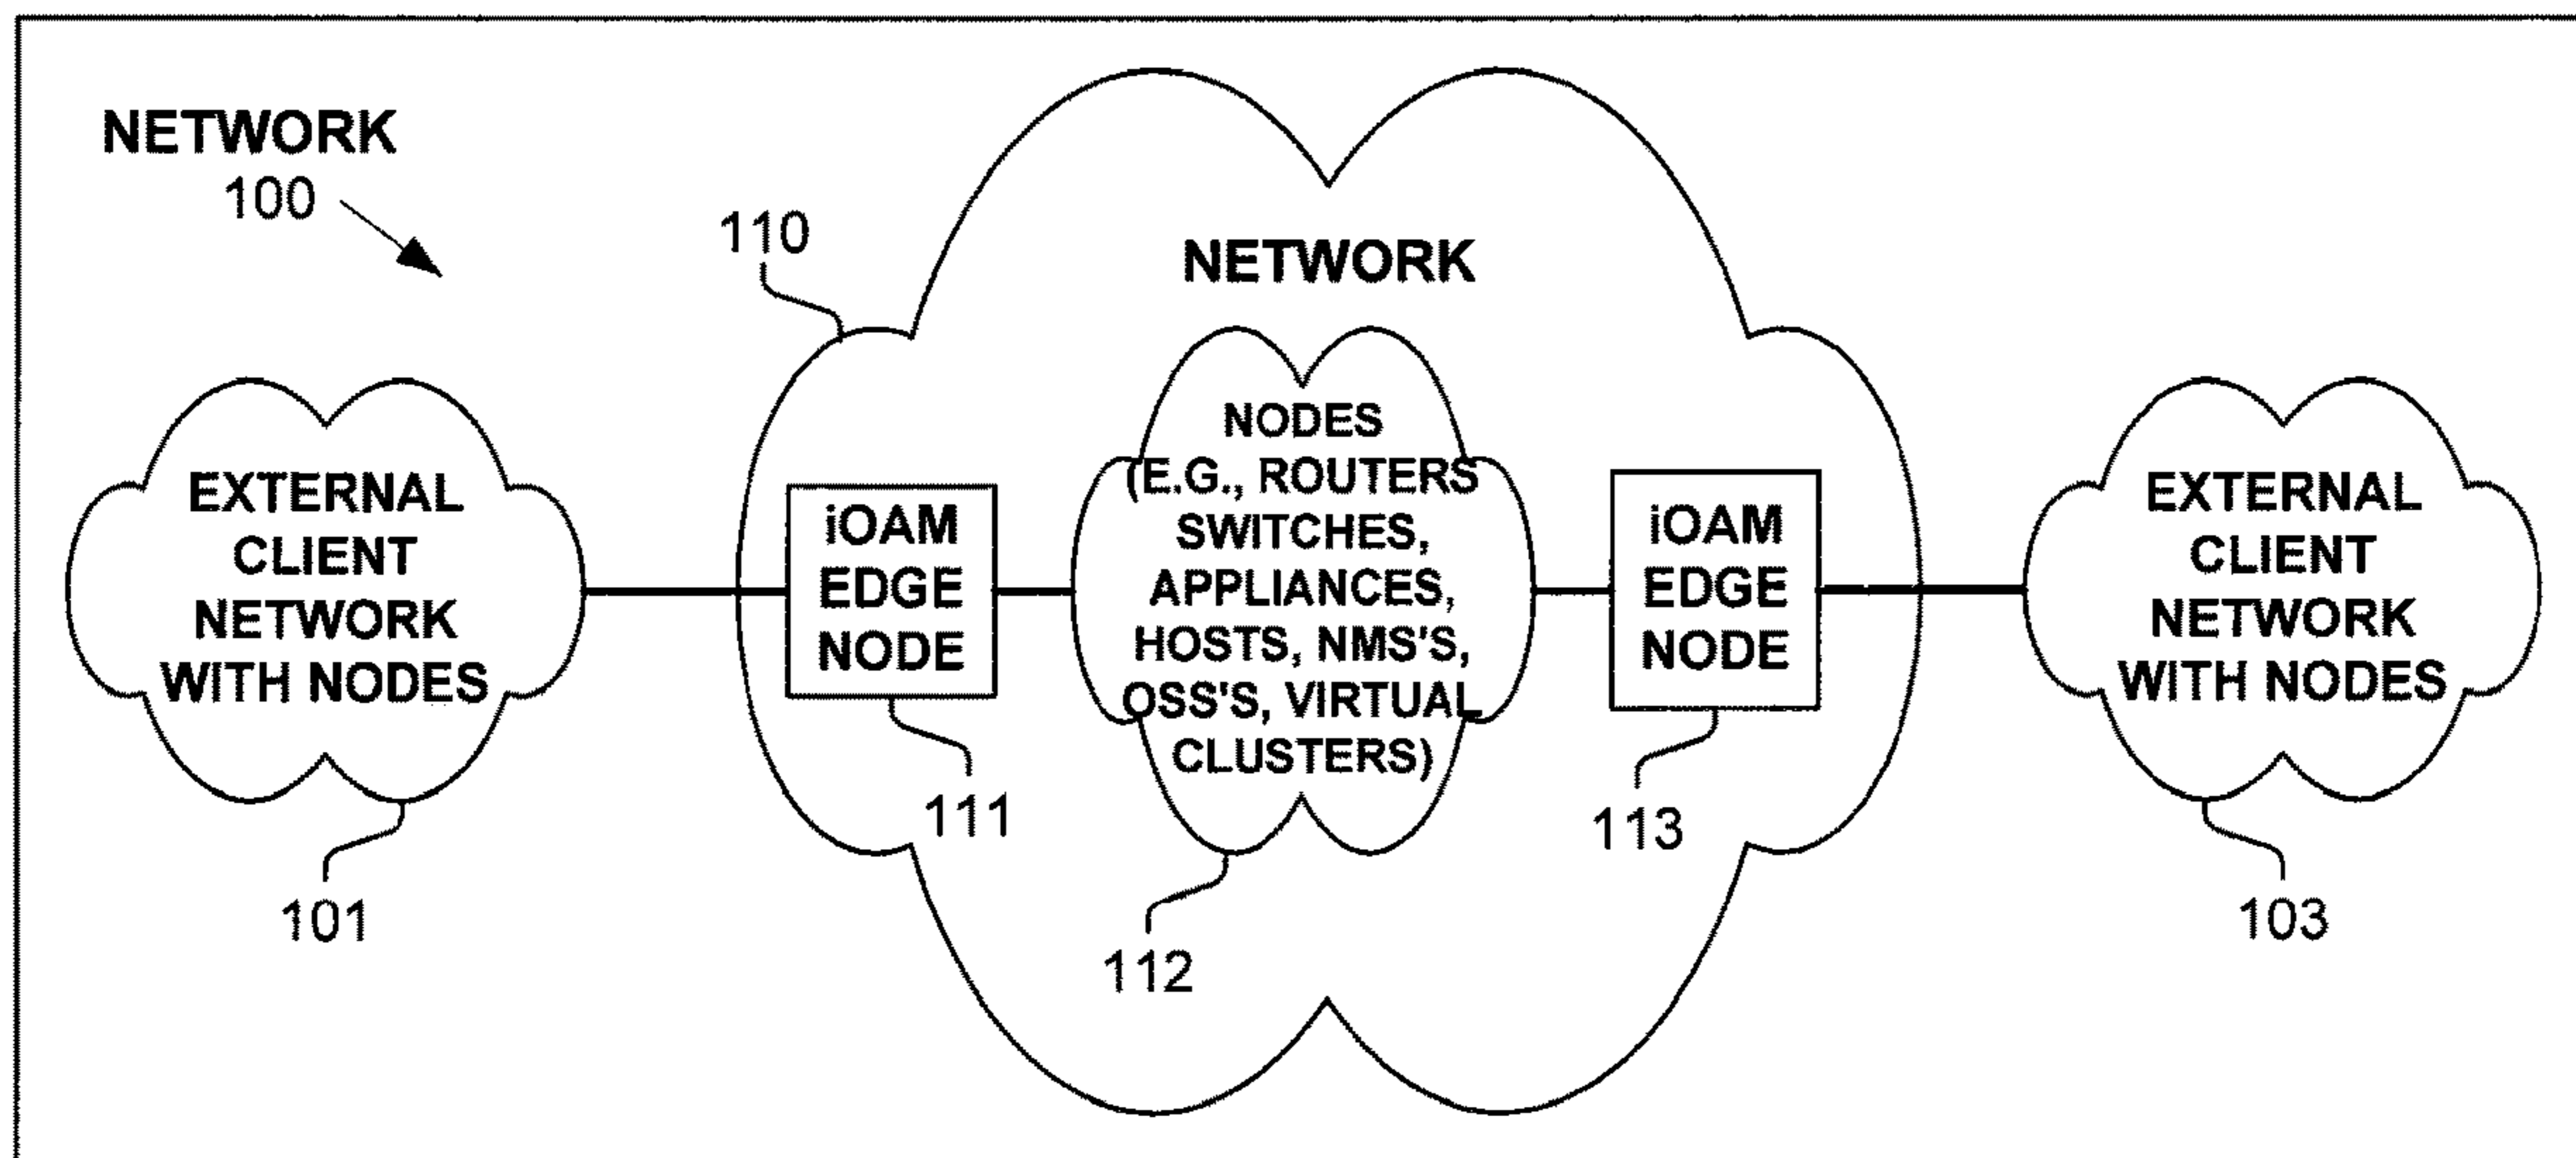 NETWORK
100
110
NETWORK
EXTERNAL
CLIENT
NETWORK
WITH NODES
101
iOAM
EDGE
NODE
111
NODES
(E.G., ROUTERS
SWITCHES,
APPLIANCES,
HOSTS, NMS'S,
OSS'S, VIRTUAL
CLUSTERS)
112
iOAM
EDGE
NODE
113
EXTERNAL
CLIENT
NETWORK
WITH NODES
103